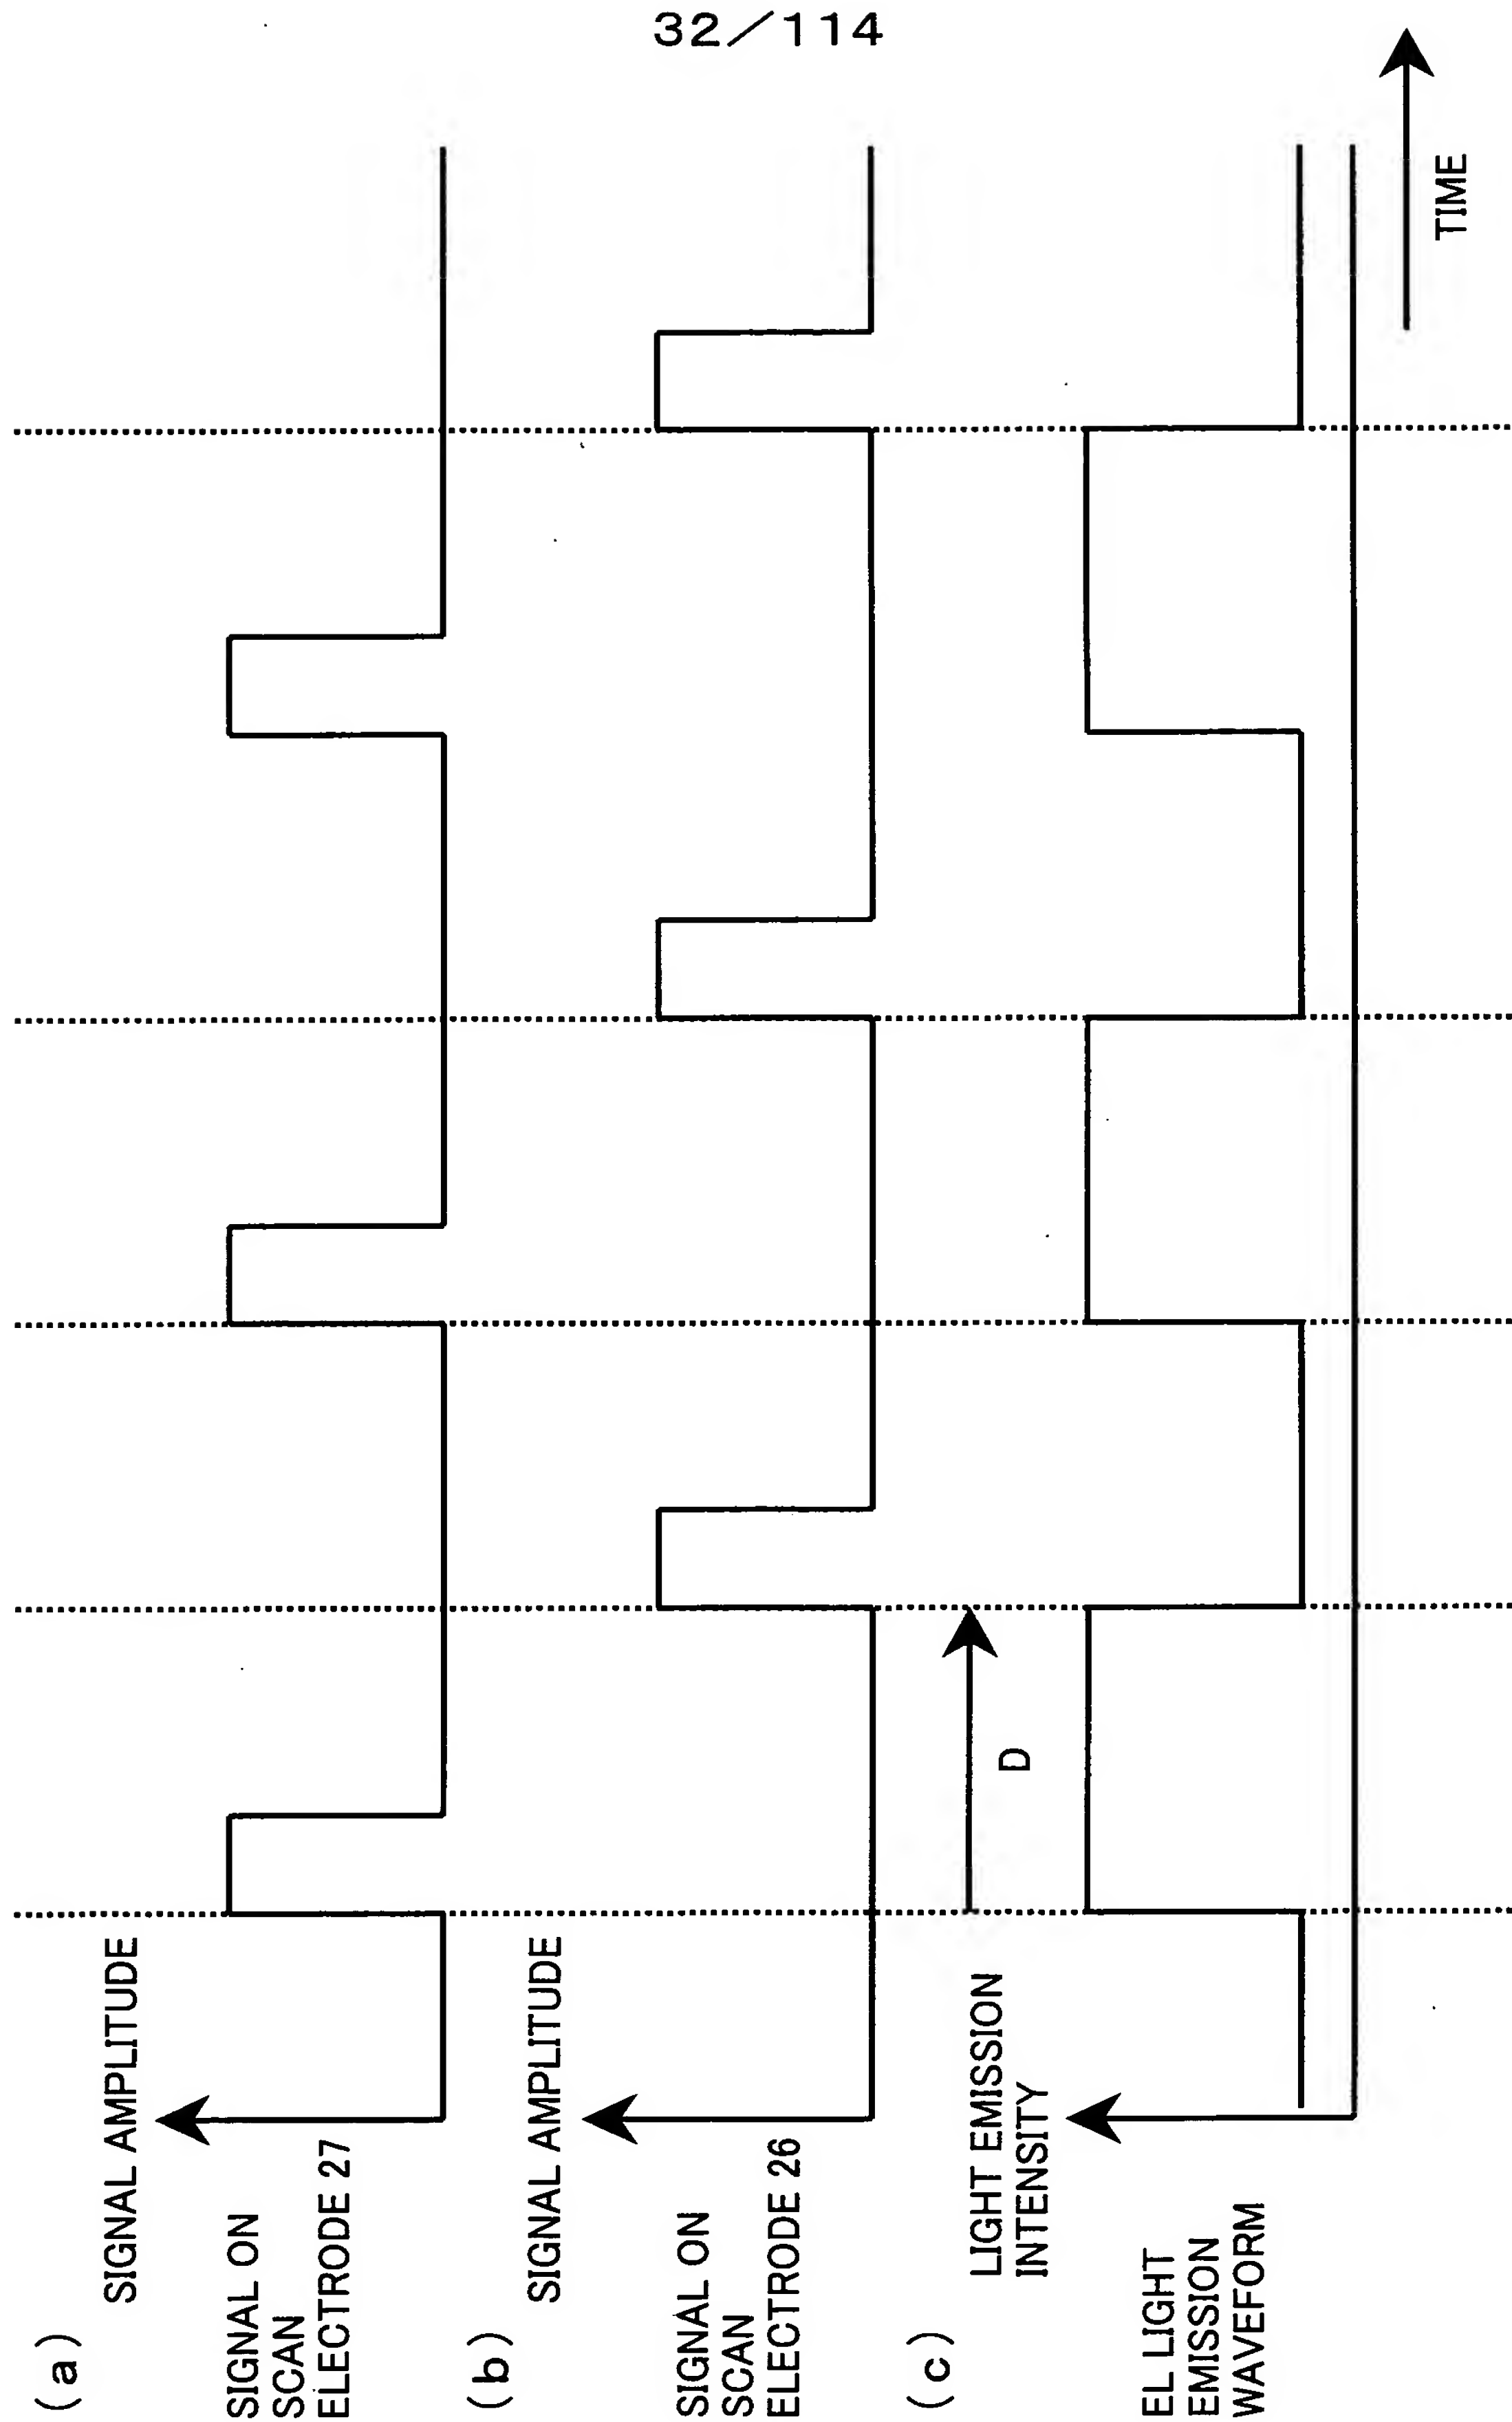 32/114
(a)
SIGNAL AMPLITUDE
SIGNAL ON
SCAN
ELECTRODE 27
(b)
SIGNAL AMPLITUDE
SIGNAL ON
SCAN
ELECTRODE 26
(c)
LIGHT EMISSION
INTENSITY
EL LIGHT
EMISSION
WAVEFORM
D
TIME